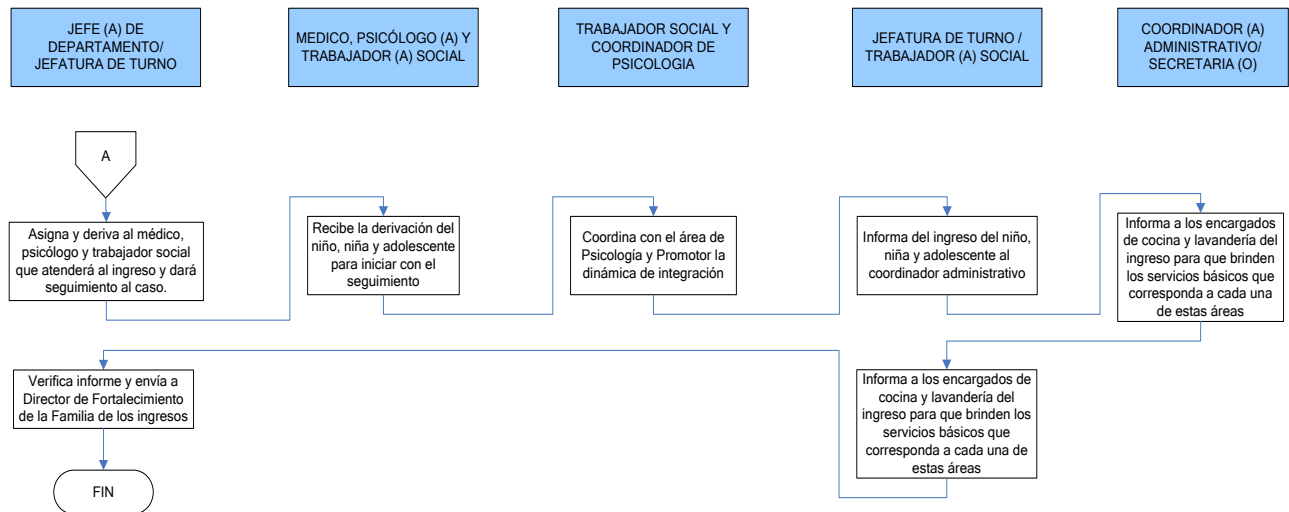 JEFE (A) DE
DEPARTAMENTO/
JEFATURA DE TURNO
MEDICO, PSICÓLOGO (A) Y
TRABAJADOR (A) SOCIAL
TRABAJADOR SOCIAL Y
COORDINADOR DE
PSICOLOGIA
JEFATURA DE TURNO /
TRABAJADOR (A) SOCIAL
COORDINADOR (A)
ADMINISTRATIVO/
SECRETARIA (O)
A
Asigna y deriva al médico,
psicólogo y trabajador social
que atenderá al ingreso y dará
seguimiento al caso.
Recibe la derivación del
niño, niña y adolescente
para iniciar con el
seguimiento
Coordina con el área de
Psicología y Promotor la
dinámica de integración
Informa del ingreso del niño,
niña y adolescente al
coordinador administrativo
Informa a los encargados
de cocina y lavandería del
ingreso para que brinden
los servicios básicos que
corresponda a cada una
de estas áreas
Informa a los encargados de
cocina y lavandería del
ingreso para que brinden los
servicios básicos que
corresponda a cada una de
estas áreas
Verifica informe y envía a
Director de Fortalecimiento
de la Familia de los ingresos
FIN